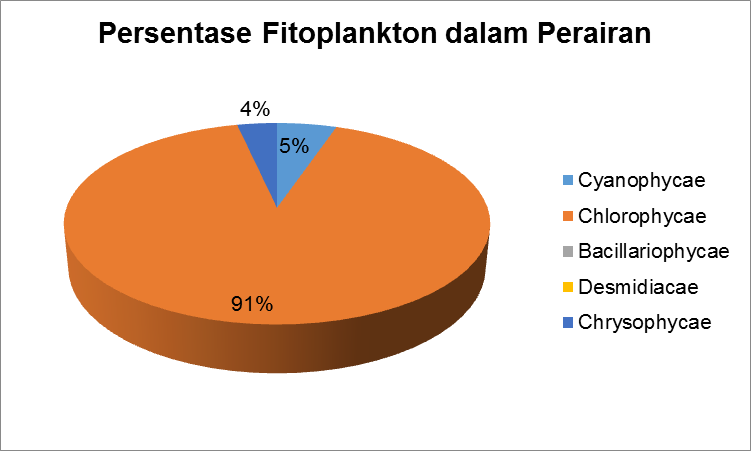 Persentase Fitoplankton dalam Perairan
4%
5%
91%
Cyanophycae
Chlorophycae
Bacillariophycae
Desmidiacae
Chrysophycae